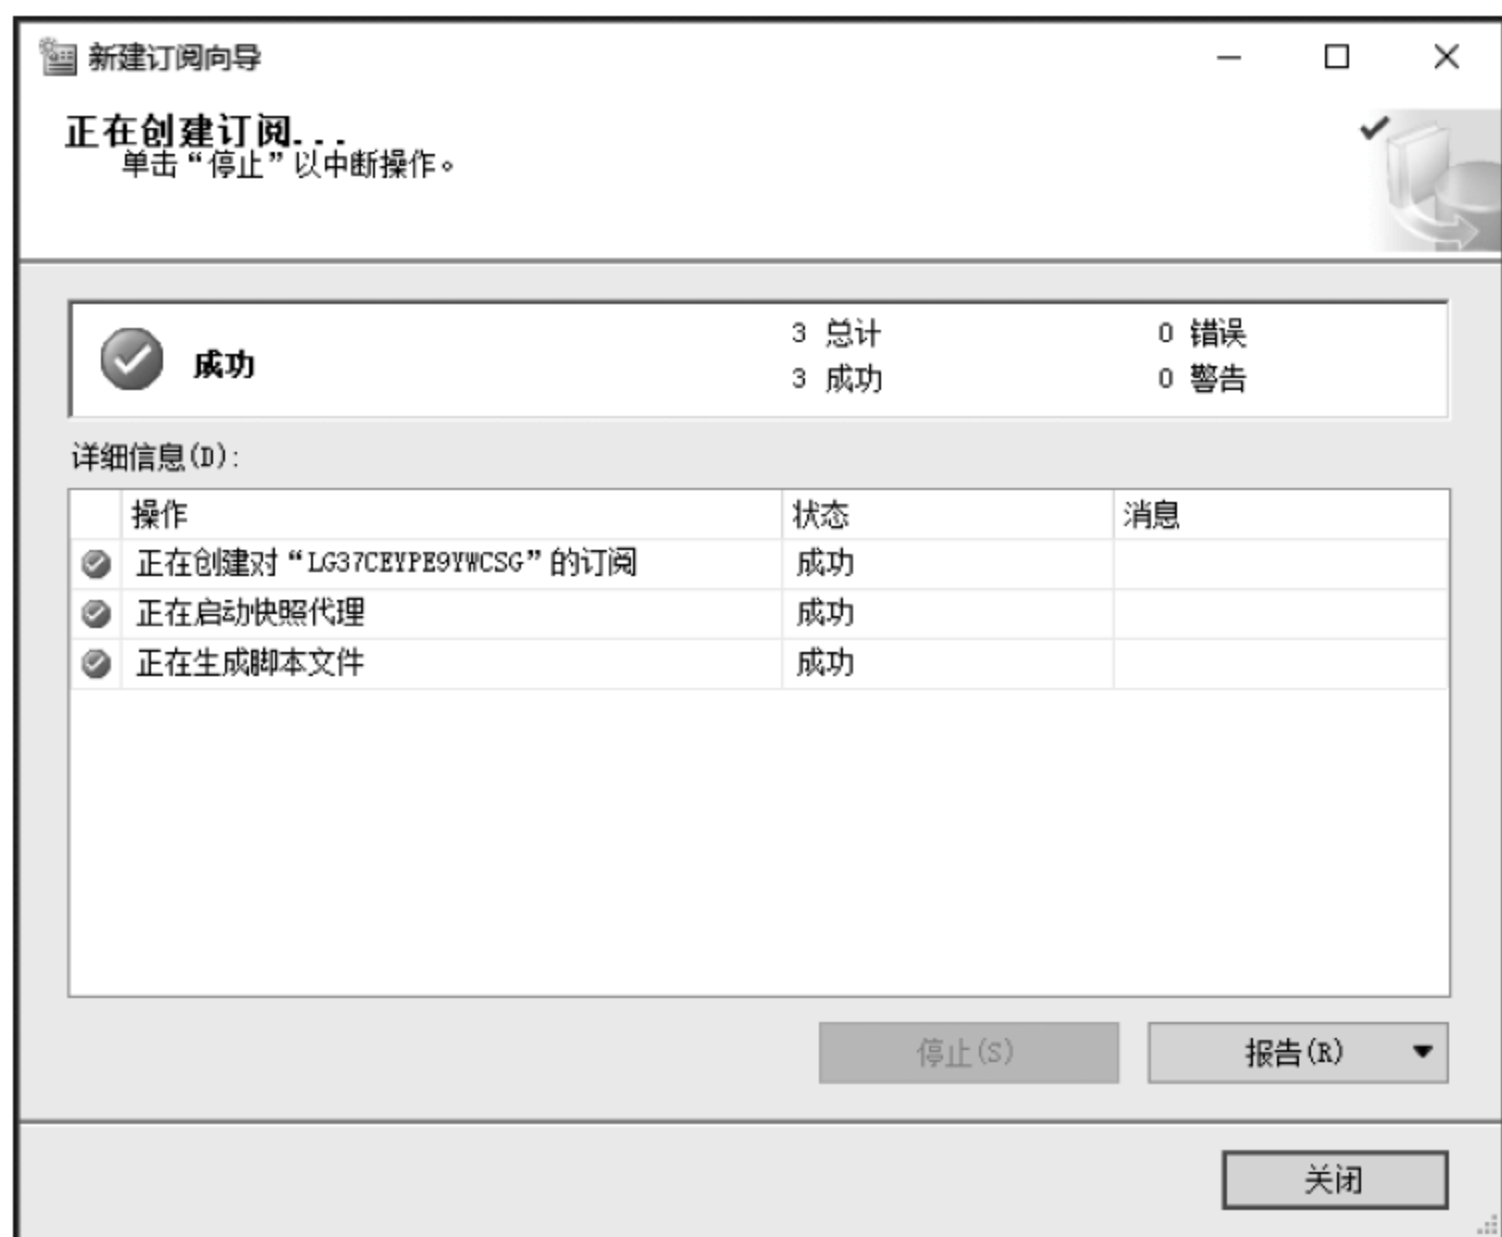 新建订阅向导
正在创建订阅...
单击“停止”以中断操作。
成功
3 总计
0 错误
3 成功
0 警告
详细信息(D):
操作 状态 消息
正在创建对“LG37CEYPE9YWCSG”的订阅 成功
正在启动快照代理 成功
正在生成脚本文件 成功
停止(S)
报告(R)
关闭